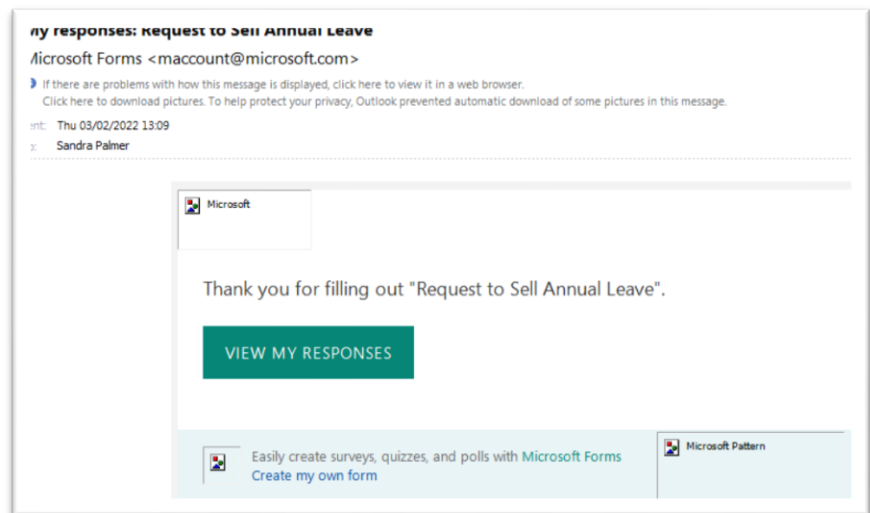 My responses: Request to Sell Annual Leave
Microsoft Forms <maccount@microsoft.com>
If there are problems with how this message is displayed, click here to view it in a web browser.
Click here to download pictures. To help protect your privacy, Outlook prevented automatic download of some pictures in this message.
ent: Thu 03/02/2022 13:09
Sandra Palmer
Microsoft
Thank you for filling out "Request to Sell Annual Leave".
VIEW MY RESPONSES
Easily create surveys, quizzes, and polls with Microsoft Forms
Create my own form
Microsoft Pattern